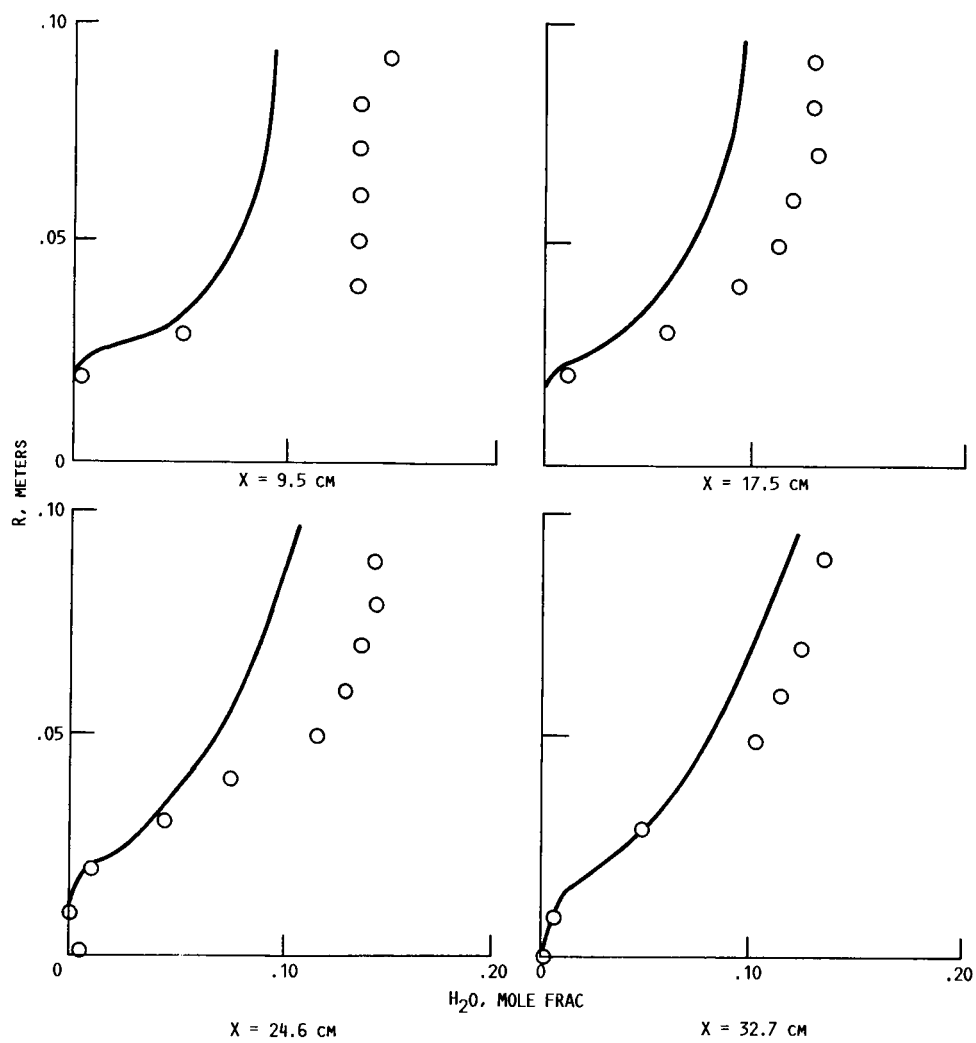 .10
.05
0
X = 9.5 CM
X = 17.5 CM
R, METERS
.10
.05
0
.10
.20
0
.10
.20
H2O, MOLE FRAC
X = 24.6 CM
X = 32.7 CM